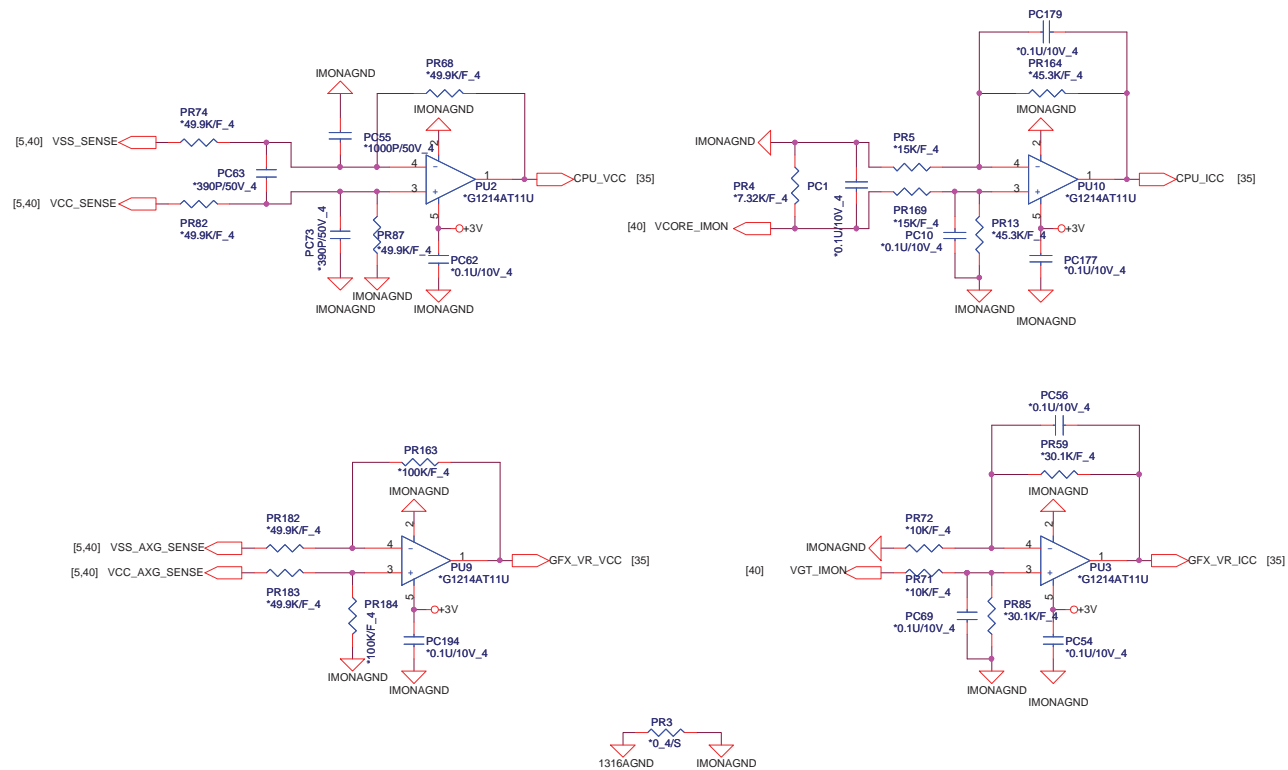 PR68
*49.9K/F_4
IMONAGND
IMONAGND
PR74
*49.9K/F_4
[5,40] VSS_SENSE
PC55
*1000P/50V_4
2
4
1
PC63
*390P/50V_4
PU2
*G1214AT11U
CPU_VCC [35]
3
[5,40] VCC_SENSE
PR82
*49.9K/F_4
PC73
*390P/50V_4
PR87
*49.9K/F_4
5
+3V
PC62
*0.1U/10V_4
IMONAGND
IMONAGND
IMONAGND
PC179
*0.1U/10V_4
PR164
*45.3K/F_4
IMONAGND
IMONAGND
PR5
*15K/F_4
2
4
1
PU10
*G1214AT11U
CPU_ICC [35]
3
PR4
*7.32K/F_4
PC1
*0.1U/10V_4
PR169
*15K/F_4
[40] VCORE_IMON
PC10
*0.1U/10V_4
PR13
*45.3K/F_4
5
+3V
PC177
*0.1U/10V_4
IMONAGND
IMONAGND
PR163
*100K/F_4
IMONAGND
PR182
*49.9K/F_4
2
[5,40] VSS_AXG_SENSE
4
1
PU9
*G1214AT11U
GFX_VR_VCC [35]
[5,40] VCC_AXG_SENSE
3
PR183
*49.9K/F_4
PR184
*100K/F_4
5
+3V
PC194
*0.1U/10V_4
IMONAGND
IMONAGND
PC56
*0.1U/10V_4
PR59
*30.1K/F_4
IMONAGND
PR72
*10K/F_4
2
IMONAGND
4
1
PU3
*G1214AT11U
GFX_VR_ICC [35]
[40] VGT_IMON
3
PR71
*10K/F_4
PC69
*0.1U/10V_4
PR85
*30.1K/F_4
5
+3V
PC54
*0.1U/10V_4
IMONAGND
IMONAGND
PR3
*0_4/S
1316AGND
IMONAGND